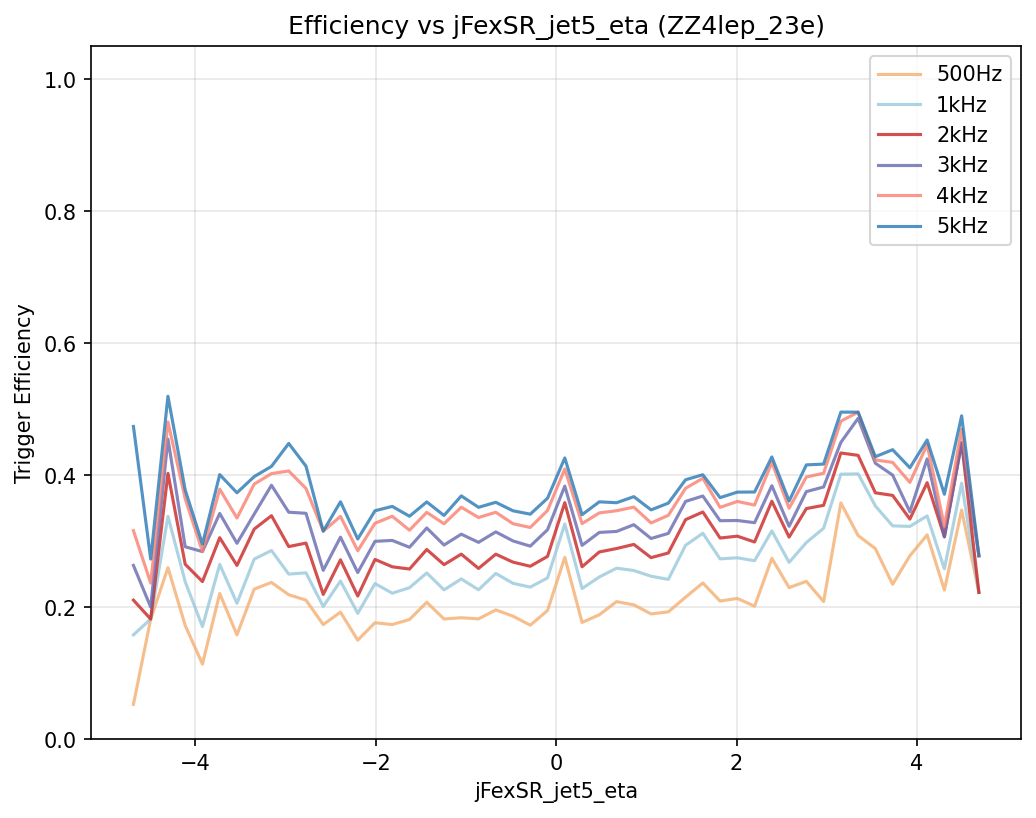 Efficiency vs jFexSR_jet5_eta (ZZ4lep_23e)
500Hz
1kHz
2kHz
3kHz
4kHz
5kHz
Trigger Efficiency
1.0
0.8
0.6
0.4
0.2
0.0
−4
−2
0
2
4
jFexSR_jet5_eta